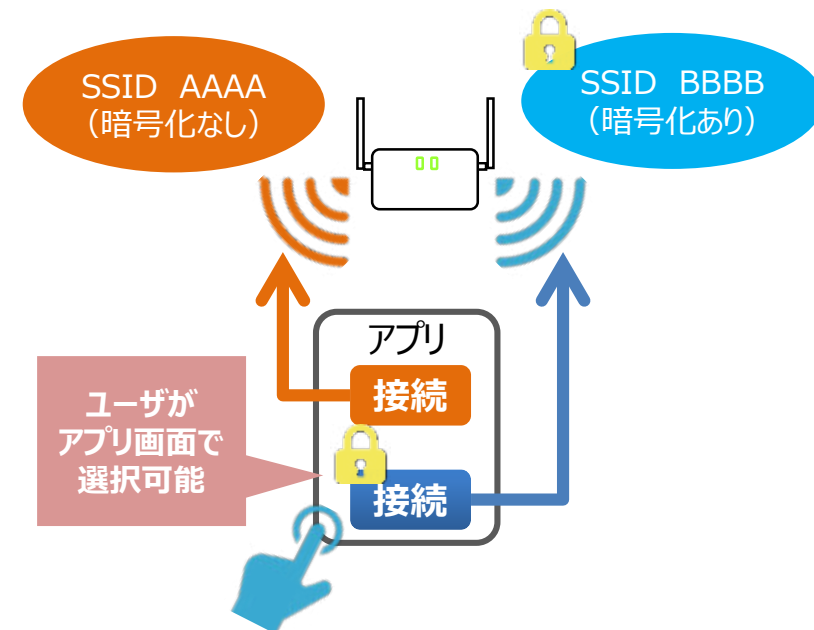 SSID AAAA
（暗号化なし）
SSID BBBB
（暗号化あり）
アプリ
接続
ユーザが
アプリ画面で
選択可能
接続